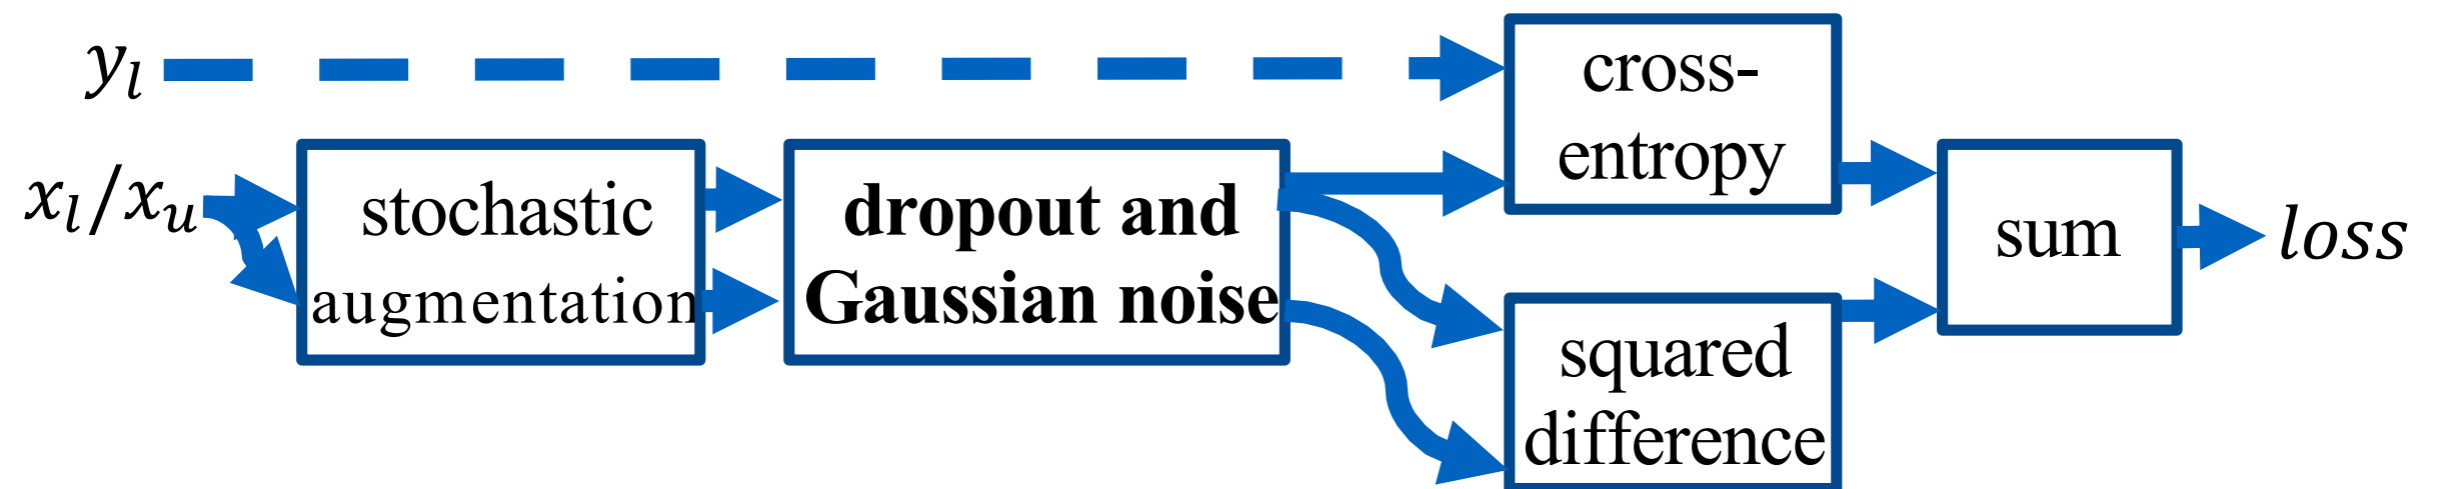 y_l
x_l/x_u
stochastic
augmentation
dropout and
Gaussian noise
cross-
entropy
squared
difference
sum
loss